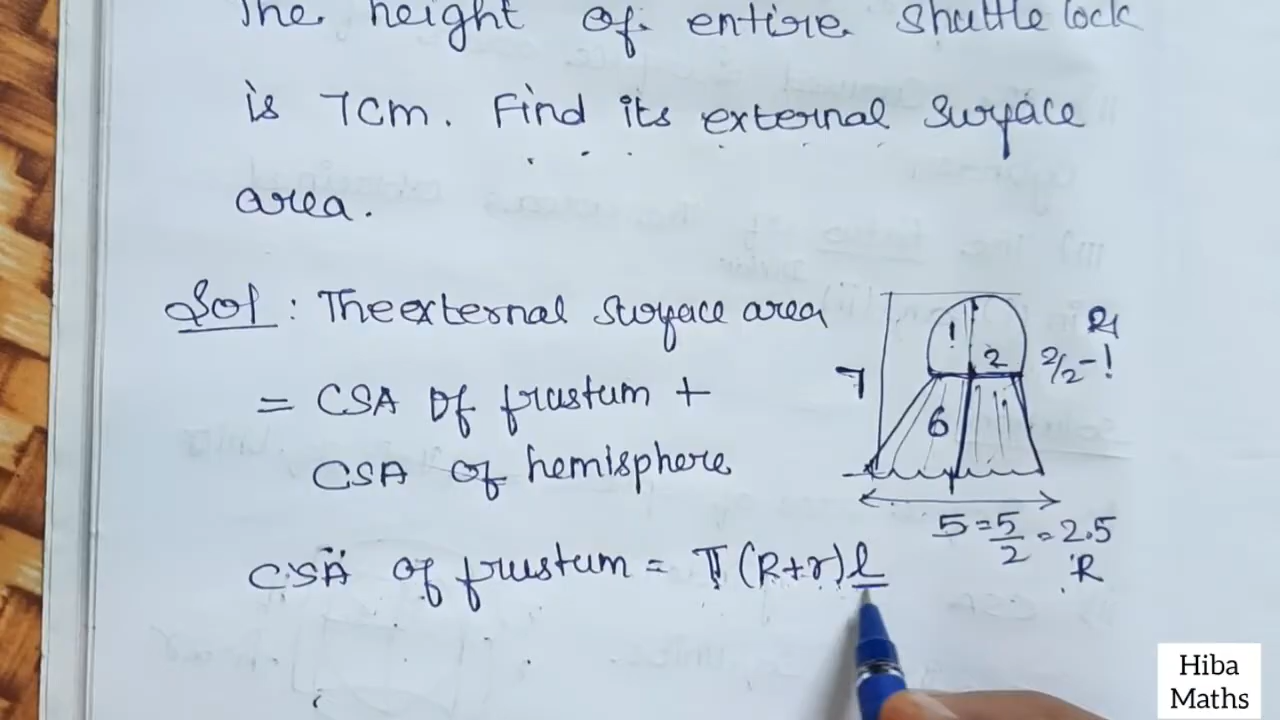 The height of entire shuttle lock
is 7cm. Find its external surface
area.
Sol : The external surface area
= CSA of frustum +
CSA of hemisphere
CSA of frustum = π (R+r) l
7
1
2
6
2/2 - 1
5 = 5/2 = 2.5
R
Hiba
Maths